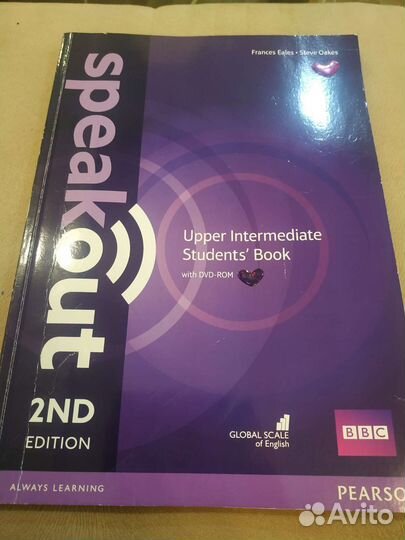 Frances Eales • Steve Oakes
speakout
Upper Intermediate
Students' Book
with DVD-ROM
2ND
EDITION
GLOBAL SCALE
of English
BBC
ALWAYS LEARNING
PEARSO
Avito